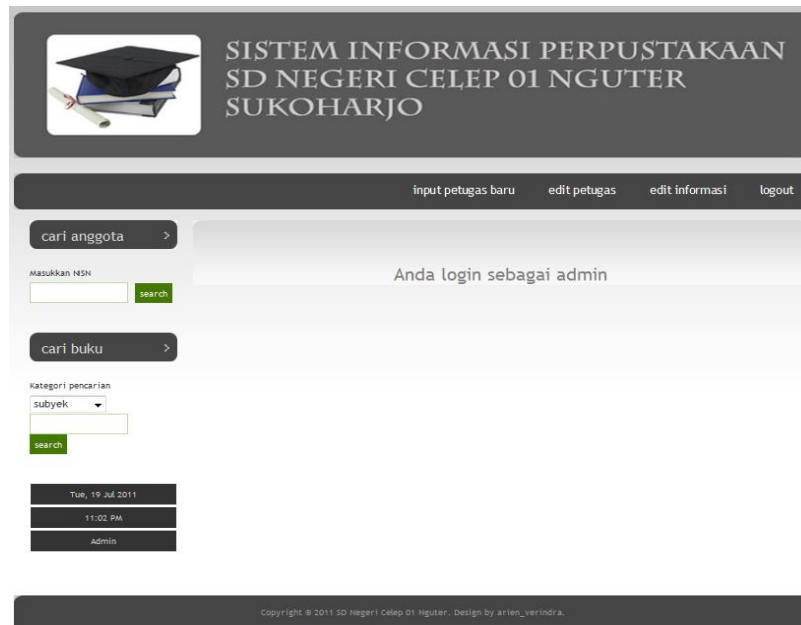 SISTEM INFORMASI PERPUSTAKAAN
SD NEGERI CELEP 01 NGUTER
SUKOHARJO
input petugas baru edit petugas edit informasi logout
cari anggota >
Masukkan NISN
search
Anda login sebagai admin
cari buku >
Kategori pencarian
subyek
search
Tue, 19 Jul 2011
11:02 PM
Admin
Copyright © 2011 SD Negeri Celep 01 Nguter. Design by arien_verindra.